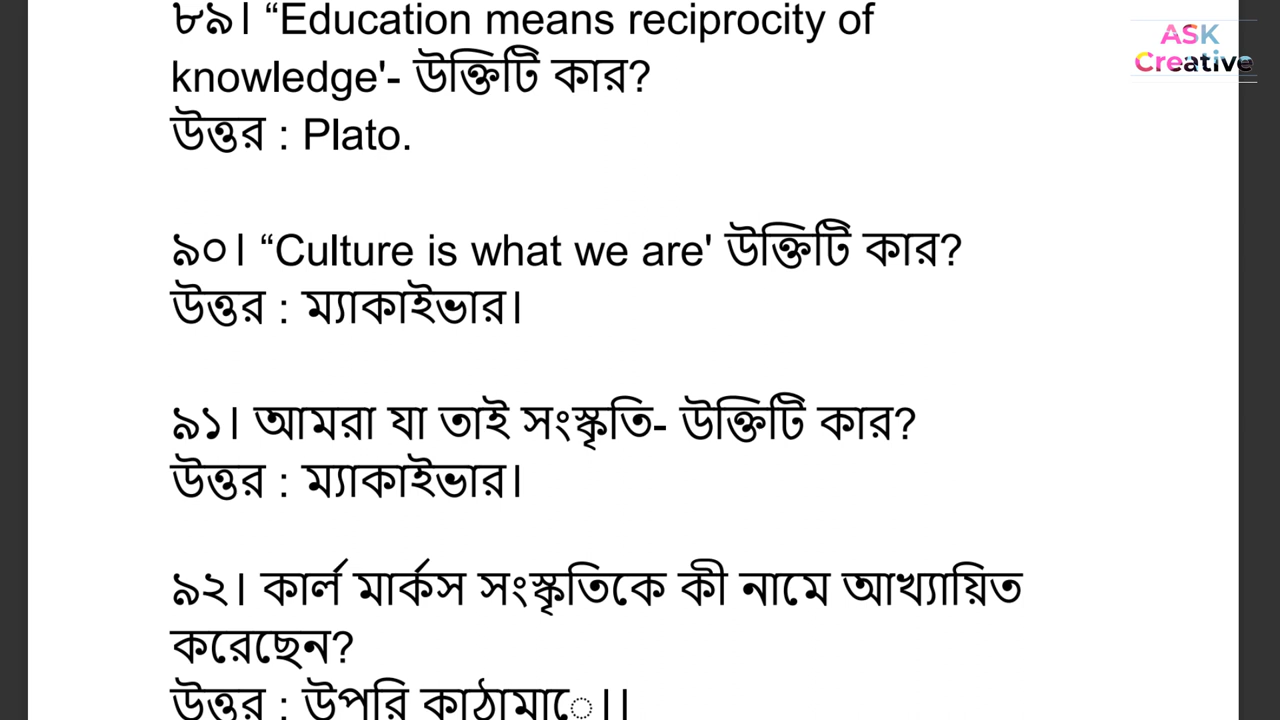 ৮৯। “Education means reciprocity of
knowledge'- উক্তিটি কার?
উত্তর : Plato.
৯০। “Culture is what we are' উক্তিটি কার?
উত্তর : ম্যাকাইভার।
৯১। আমরা যা তাই সংস্কৃতি- উক্তিটি কার?
উত্তর : ম্যাকাইভার।
৯২। কার্ল মার্কস সংস্কৃতিকে কী নামে আখ্যায়িত
করেছেন?
উত্তর : উপরি কাঠামাে।।
ASK
Creative